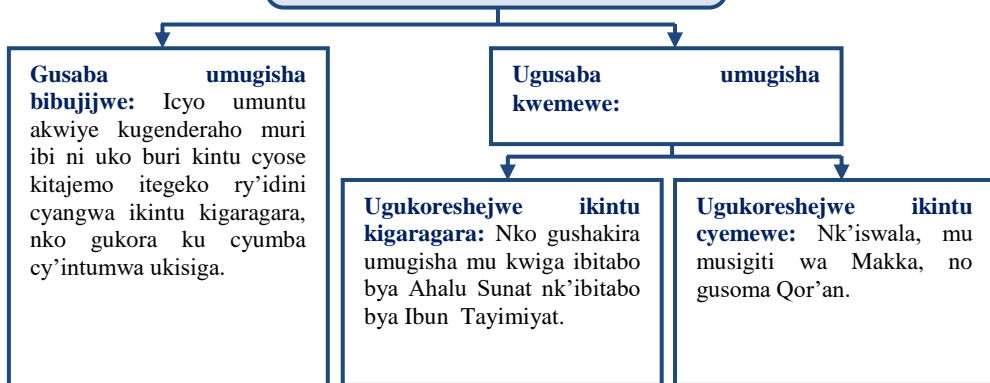 Gusaba umugisha
bibujijwe: Icyo umuntu
akwiye kugenderaho muri
ibi ni uko buri kintu cyose
kitajemo itegeko ry’idini
cyangwa ikintu kigaragara,
nko gukora ku cyumba
cy’intumwa ukisiga.
Ugusaba umugisha
kwemewe:
Ugukoreshejwe ikintu
kigaragara: Nko gushakira
umugisha mu kwiga ibitabo
bya Ahalu Sunat nk’ibitabo
bya Ibun Tayimiyat.
Ugukoreshejwe ikintu
cyemewe: Nk’iswala, mu
musigiti wa Makka, no
gusoma Qor’an.